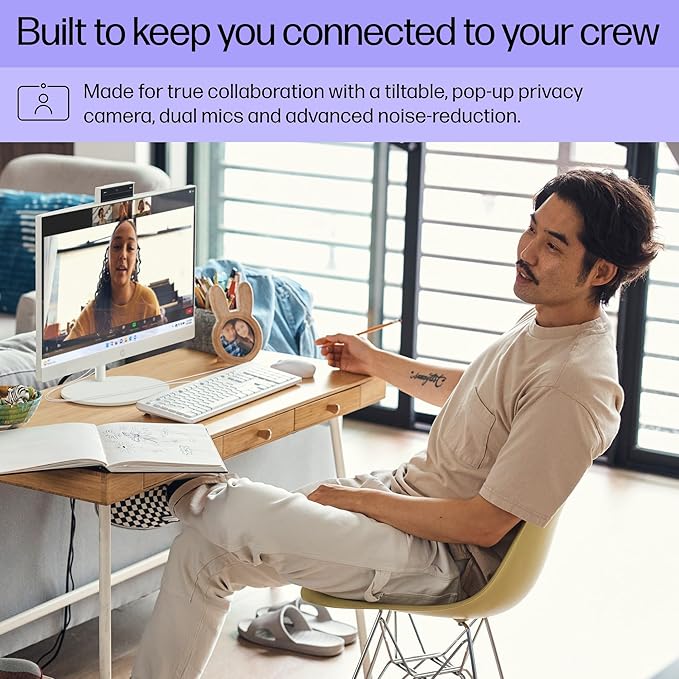 Built to keep you connected to your crew
Made for true collaboration with a tiltable, pop-up privacy
camera, dual mics and advanced noise-reduction.